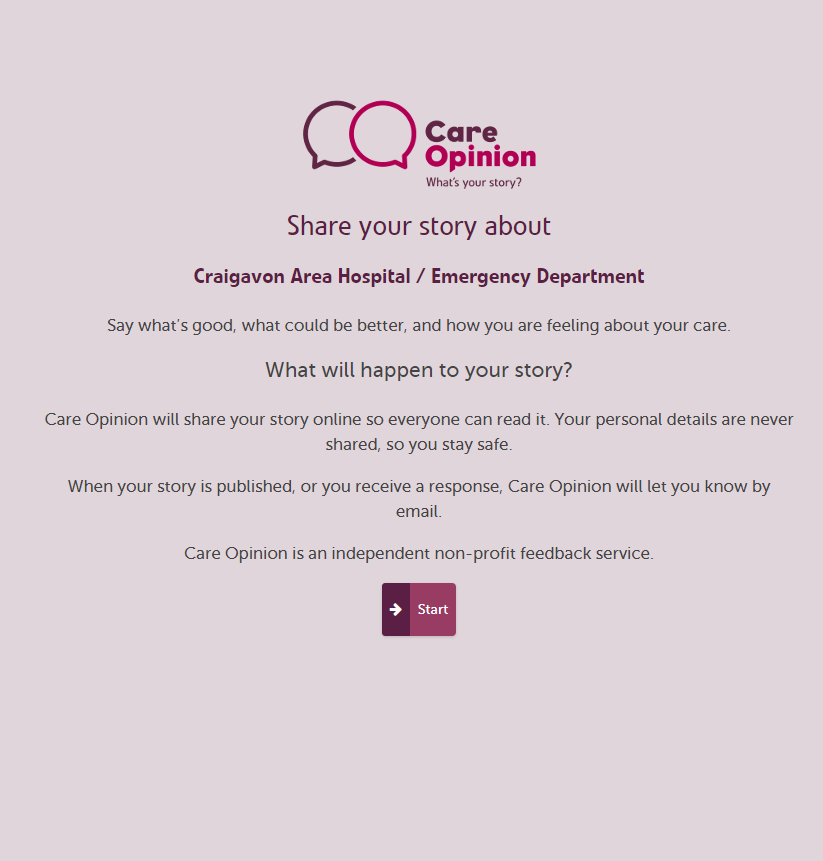 Care
Opinion
What's your story?
Share your story about
Craigavon Area Hospital / Emergency Department
Say what's good, what could be better, and how you are feeling about your care.
What will happen to your story?
Care Opinion will share your story online so everyone can read it. Your personal details are never
shared, so you stay safe.
When your story is published, or you receive a response, Care Opinion will let you know by
email.
Care Opinion is an independent non-profit feedback service.
Start